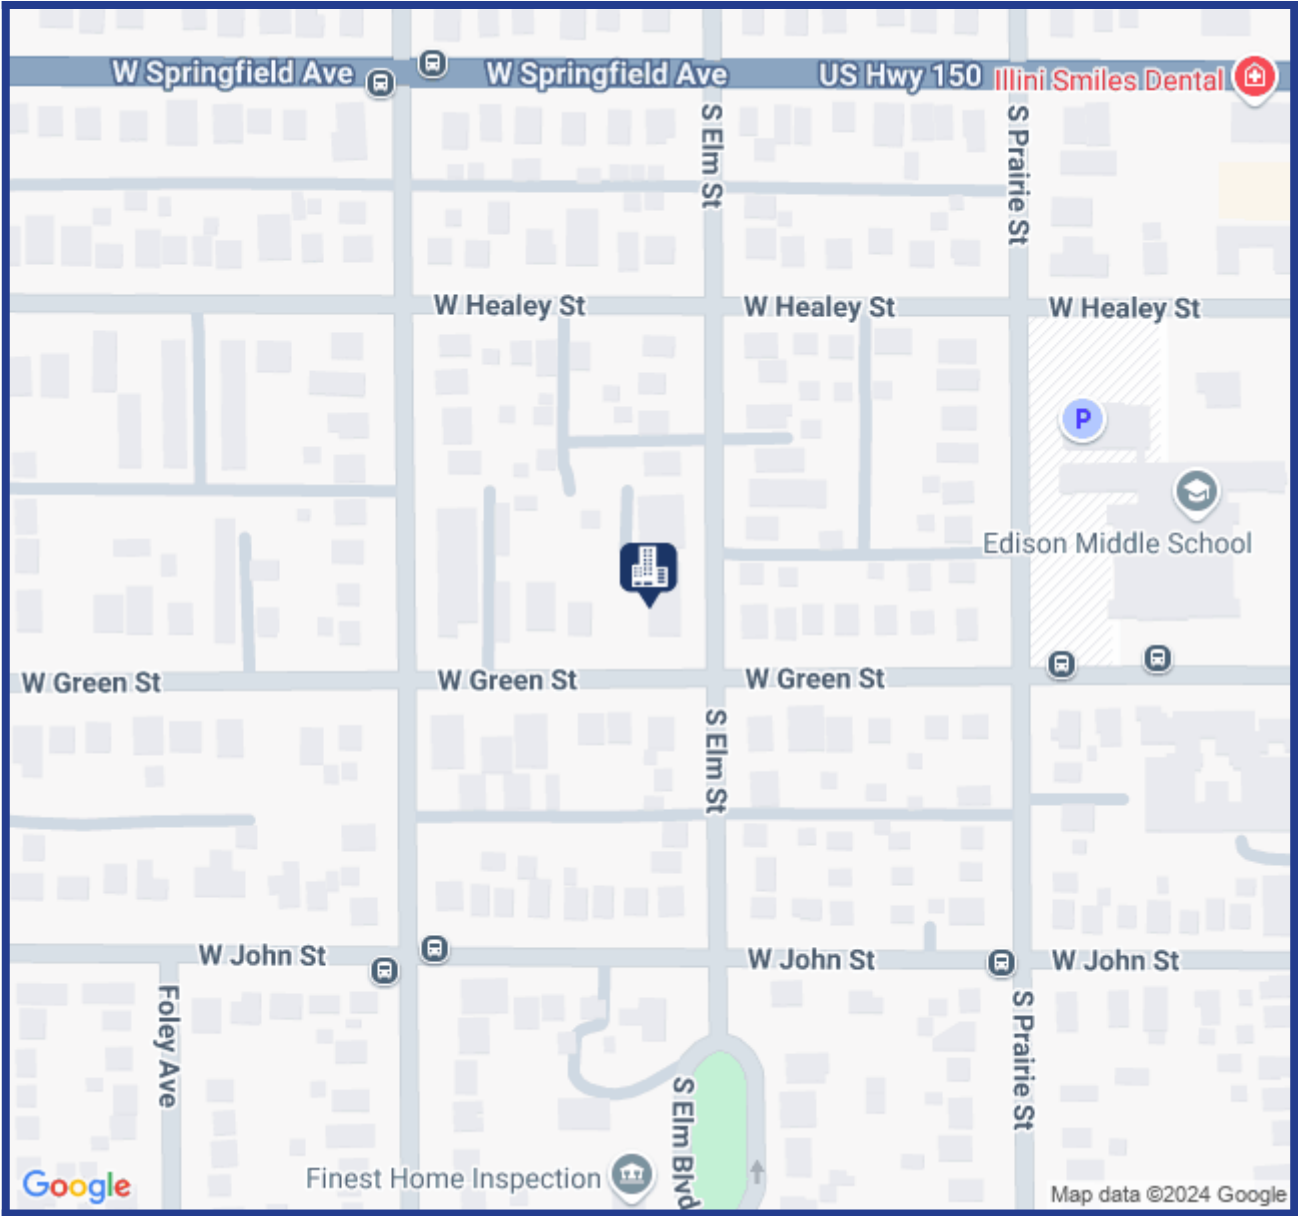 W Springfield Ave
W Springfield Ave
US Hwy 150
Illini Smiles Dental
S Elm St
S Prairie St
W Healey St
W Healey St
W Healey St
P
Edison Middle School
W Green St
W Green St
W Green St
S Elm St
W John St
W John St
W John St
Foley Ave
S Prairie St
S Elm Blvd
Finest Home Inspection
Google
Map data ©2024 Google